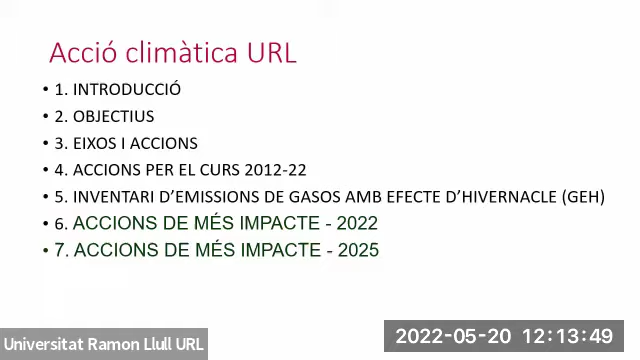 Acció climàtica URL
• 1. INTRODUCCIÓ
• 2. OBJECTIUS
• 3. EIXOS I ACCIONS
• 4. ACCIONS PER EL CURS 2012-22
• 5. INVENTARI D'EMISSIONS DE GASOS AMB EFECTE D'HIVERNACLE (GEH)
• 6. ACCIONS DE MÉS IMPACTE - 2022
• 7. ACCIONS DE MÉS IMPACTE - 2025
Universitat Ramon Llull URL
2022-05-20 12:13:49